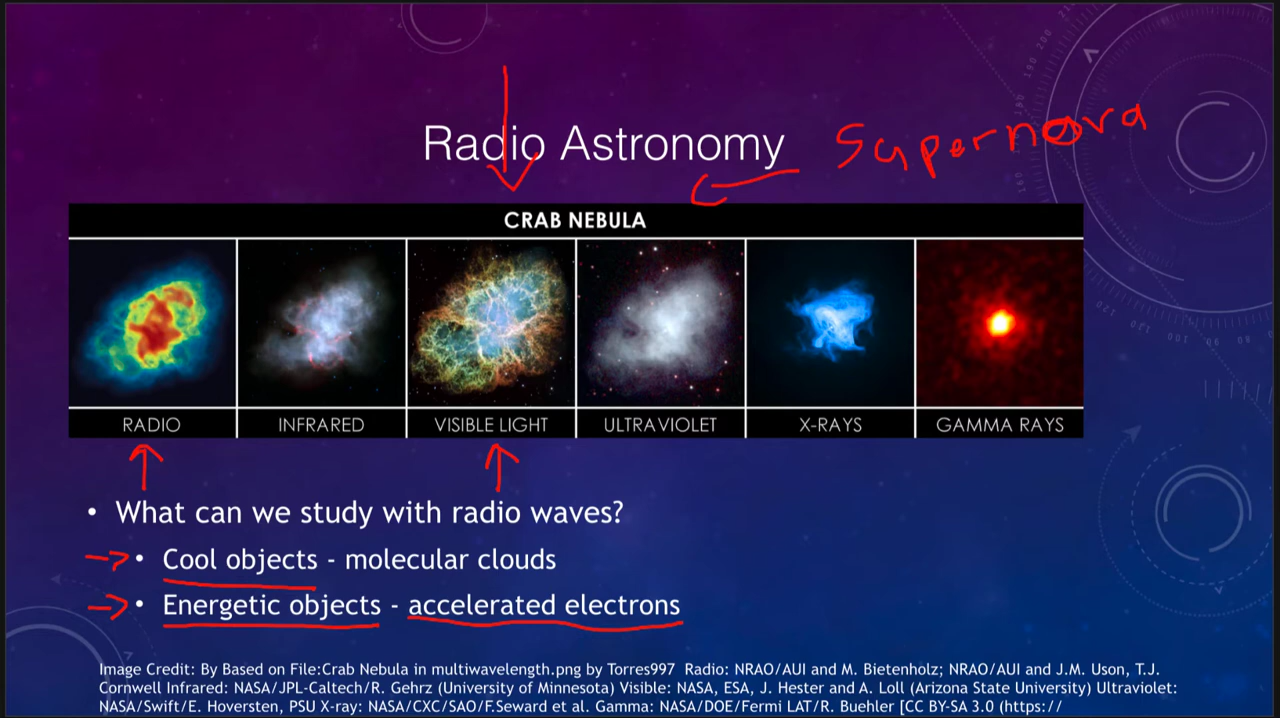 Radio Astronomy
Supernova
CRAB NEBULA
RADIO INFRARED VISIBLE LIGHT ULTRAVIOLET X-RAYS GAMMA RAYS
• What can we study with radio waves?
• Cool objects - molecular clouds
• Energetic objects - accelerated electrons
Image Credit: By Based on File:Crab Nebula in multiwavelength.png by Torres997 Radio: NRAO/AUI and M. Bietenholz; NRAO/AUI and J.M. Uson, T.J.
Cornwell Infrared: NASA/JPL-Caltech/R. Gehrz (University of Minnesota) Visible: NASA, ESA, J. Hester and A. Loll (Arizona State University) Ultraviolet:
NASA/Swift/E. Hoversten, PSU X-ray: NASA/CXC/SAO/F.Seward et al. Gamma: NASA/DOE/Fermi LAT/R. Buehler [CC BY-SA 3.0 (https://